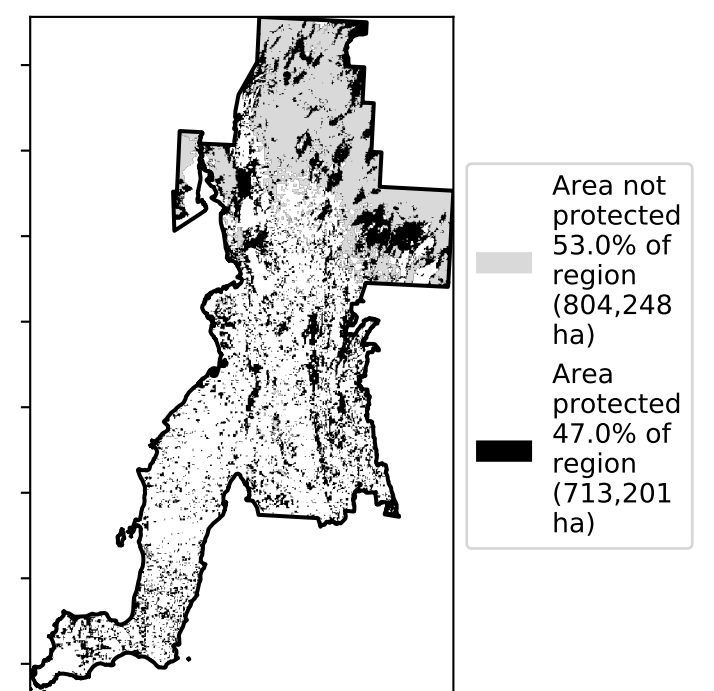 Area not
protected
53.0% of
region
(804,248
ha)
Area
protected
47.0% of
region
(713,201
ha)